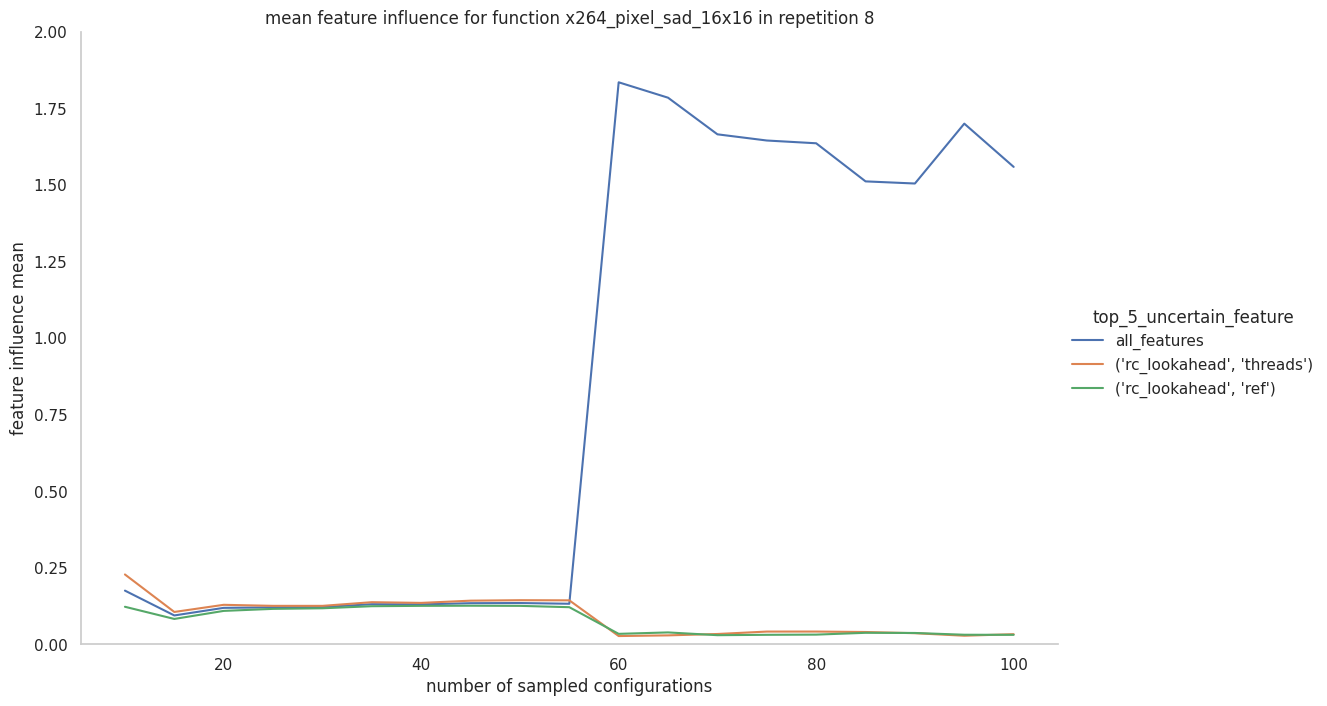 mean feature influence for function x264_pixel_sad_16x16 in repetition 8
2.00
1.75
1.50
1.25
1.00
0.75
0.50
0.25
0.00
feature influence mean
20
40
60
80
100
number of sampled configurations
top_5_uncertain_feature
all_features
('rc_lookahead', 'threads')
('rc_lookahead', 'ref')